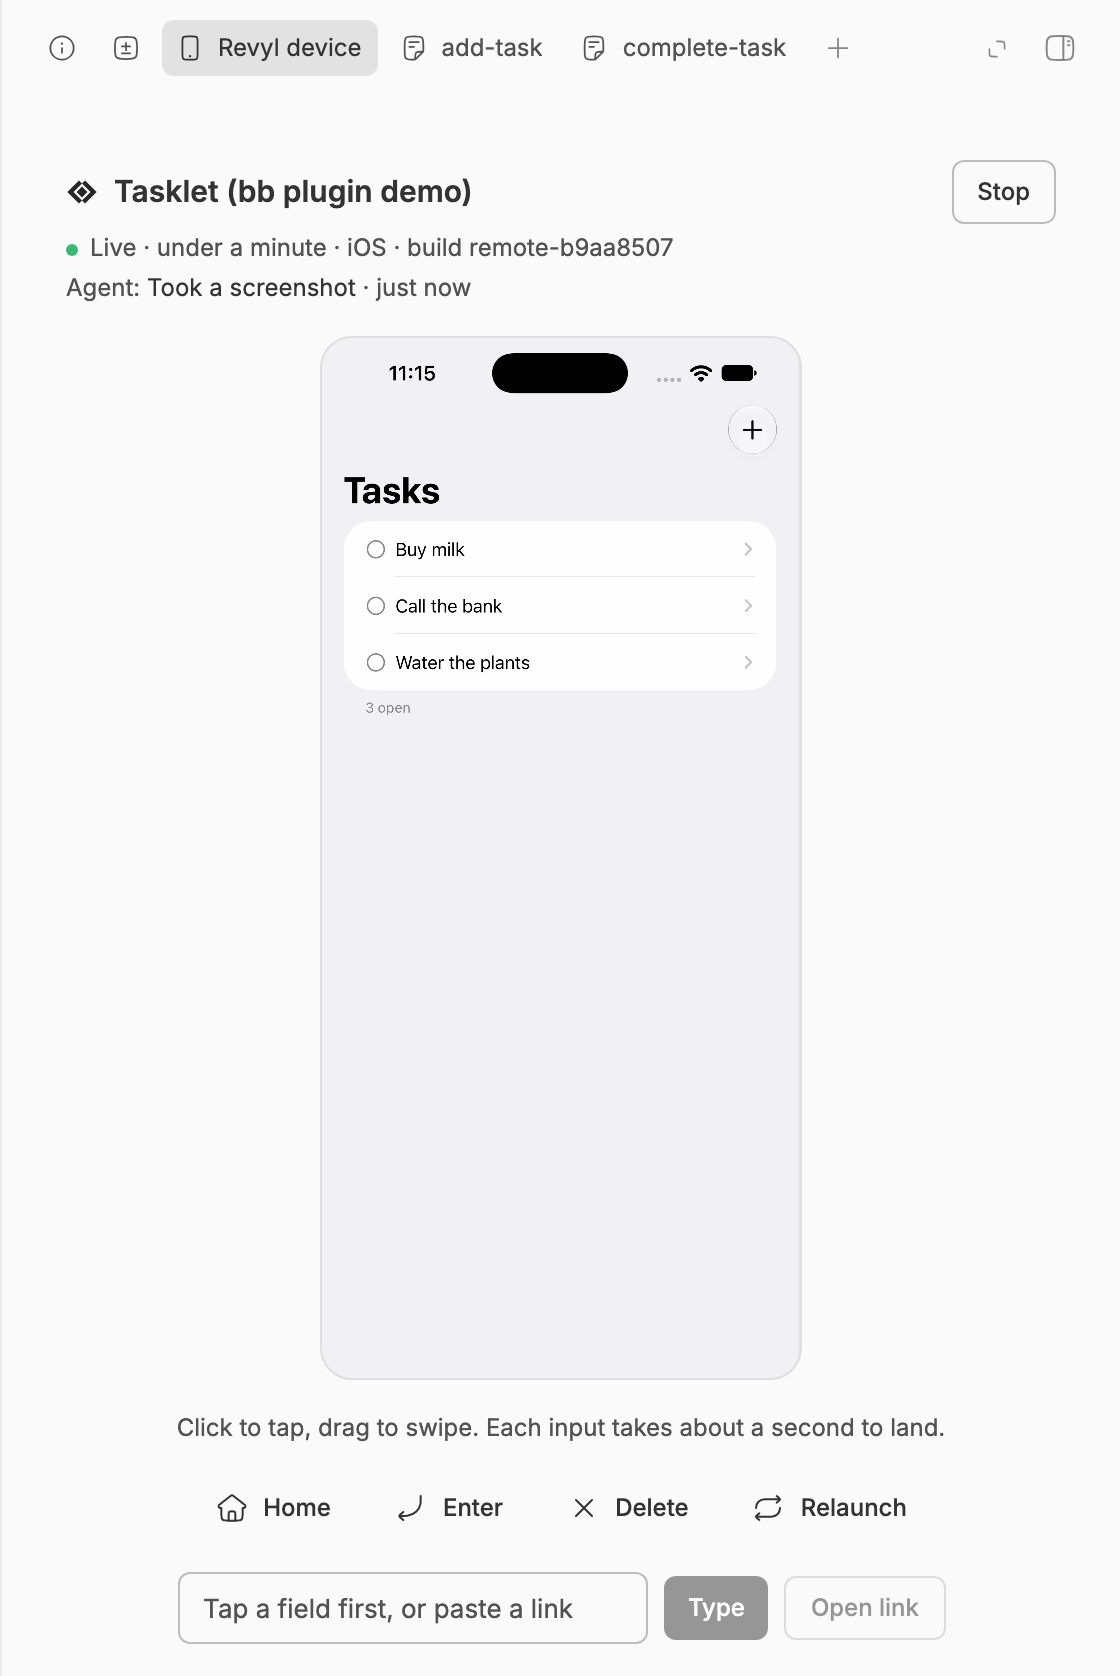 Revyl device add-task complete-task
Tasklet (bb plugin demo)
Stop
Live · under a minute · iOS · build remote-b9aa8507
Agent: Took a screenshot · just now
11:15
Tasks
Buy milk
Call the bank
Water the plants
3 open
Click to tap, drag to swipe. Each input takes about a second to land.
Home Enter Delete Relaunch
Tap a field first, or paste a link Type Open link